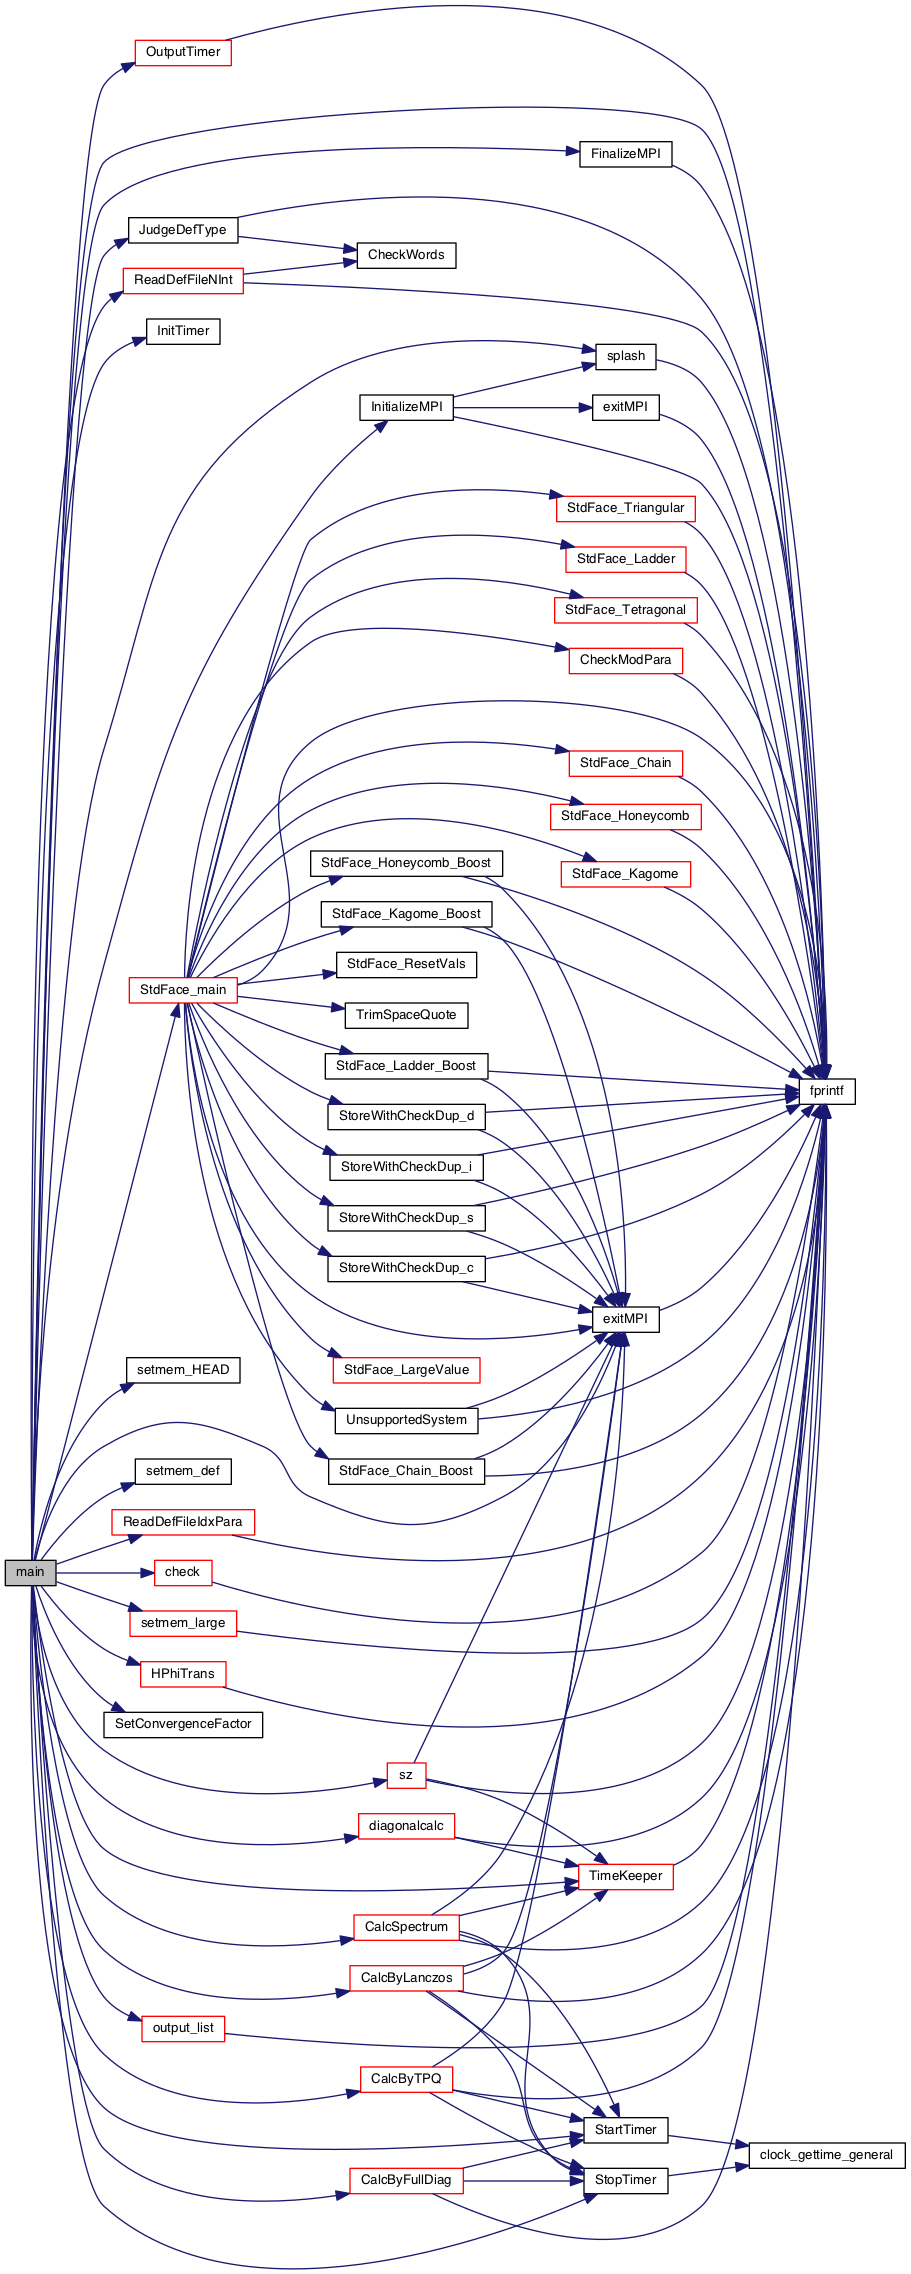 OutputTimer
FinalizeMPI
JudgeDefType
CheckWords
ReadDefFileNInt
InitTimer
splash
InitializeMPI
exitMPI
StdFace_Triangular
StdFace_Ladder
StdFace_Tetragonal
CheckModPara
StdFace_Chain
StdFace_Honeycomb
StdFace_Honeycomb_Boost
StdFace_Kagome
StdFace_Kagome_Boost
StdFace_ResetVals
StdFace_main
TrimSpaceQuote
StdFace_Ladder_Boost
fprintf
StoreWithCheckDup_d
StoreWithCheckDup_i
StoreWithCheckDup_s
StoreWithCheckDup_c
exitMPI
setmem_HEAD
StdFace_LargeValue
UnsupportedSystem
setmem_def
StdFace_Chain_Boost
ReadDefFileIdxPara
main
check
setmem_large
HPhiTrans
SetConvergenceFactor
sz
diagonalcalc
TimeKeeper
CalcSpectrum
CalcByLanczos
output_list
CalcByTPQ
StartTimer
clock_gettime_general
CalcByFullDiag
StopTimer